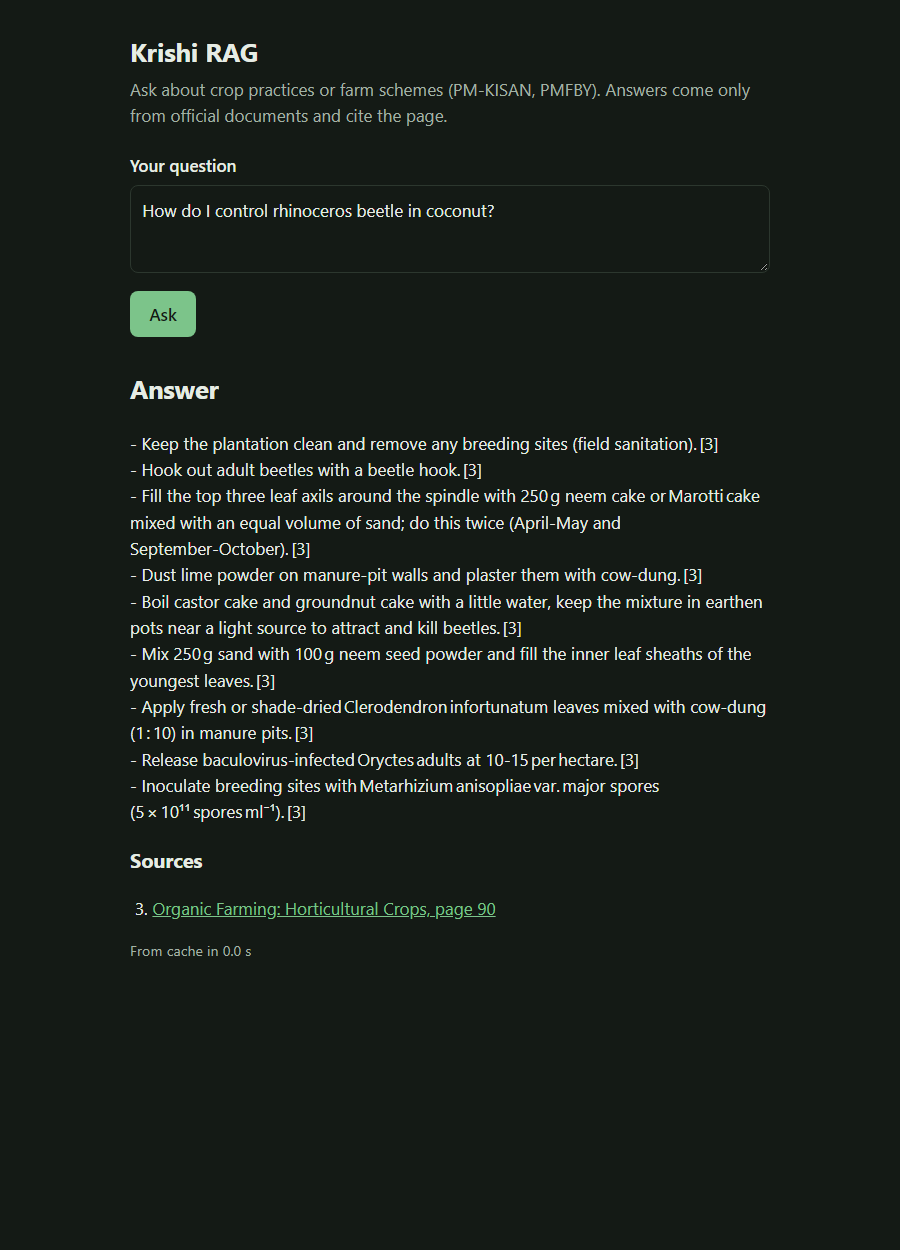 Krishi RAG
Ask about crop practices or farm schemes (PM-KISAN, PMFBY). Answers come only
from official documents and cite the page.
Your question
How do I control rhinoceros beetle in coconut?
Ask
Answer
- Keep the plantation clean and remove any breeding sites (field sanitation). [3]
- Hook out adult beetles with a beetle hook. [3]
- Fill the top three leaf axils around the spindle with 250 g neem cake or Marotti cake
mixed with an equal volume of sand; do this twice (April-May and
September-October). [3]
- Dust lime powder on manure-pit walls and plaster them with cow-dung. [3]
- Boil castor cake and groundnut cake with a little water, keep the mixture in earthen
pots near a light source to attract and kill beetles. [3]
- Mix 250 g sand with 100 g neem seed powder and fill the inner leaf sheaths of the
youngest leaves. [3]
- Apply fresh or shade-dried Clerodendron infortunatum leaves mixed with cow-dung
(1 : 10) in manure pits. [3]
- Release baculovirus-infected Oryctes adults at 10-15 per hectare. [3]
- Inoculate breeding sites with Metarhizium anisopliae var. major spores
(5 × 10¹¹ spores ml⁻¹). [3]
Sources
3. Organic Farming: Horticultural Crops, page 90
From cache in 0.0 s